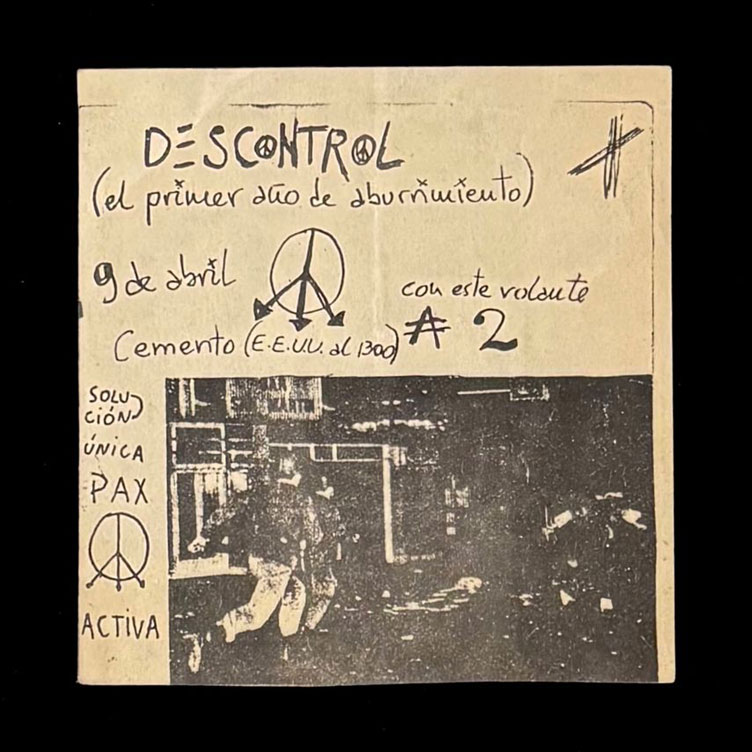 DESCONTROL
(el primer año de aburrimiento)
9 de abril
con este volante
₳ 2
Cemento (E.E.U.U. al 1300)
SOLU
CIÓN
ÚNICA
PAX
ACTIVA